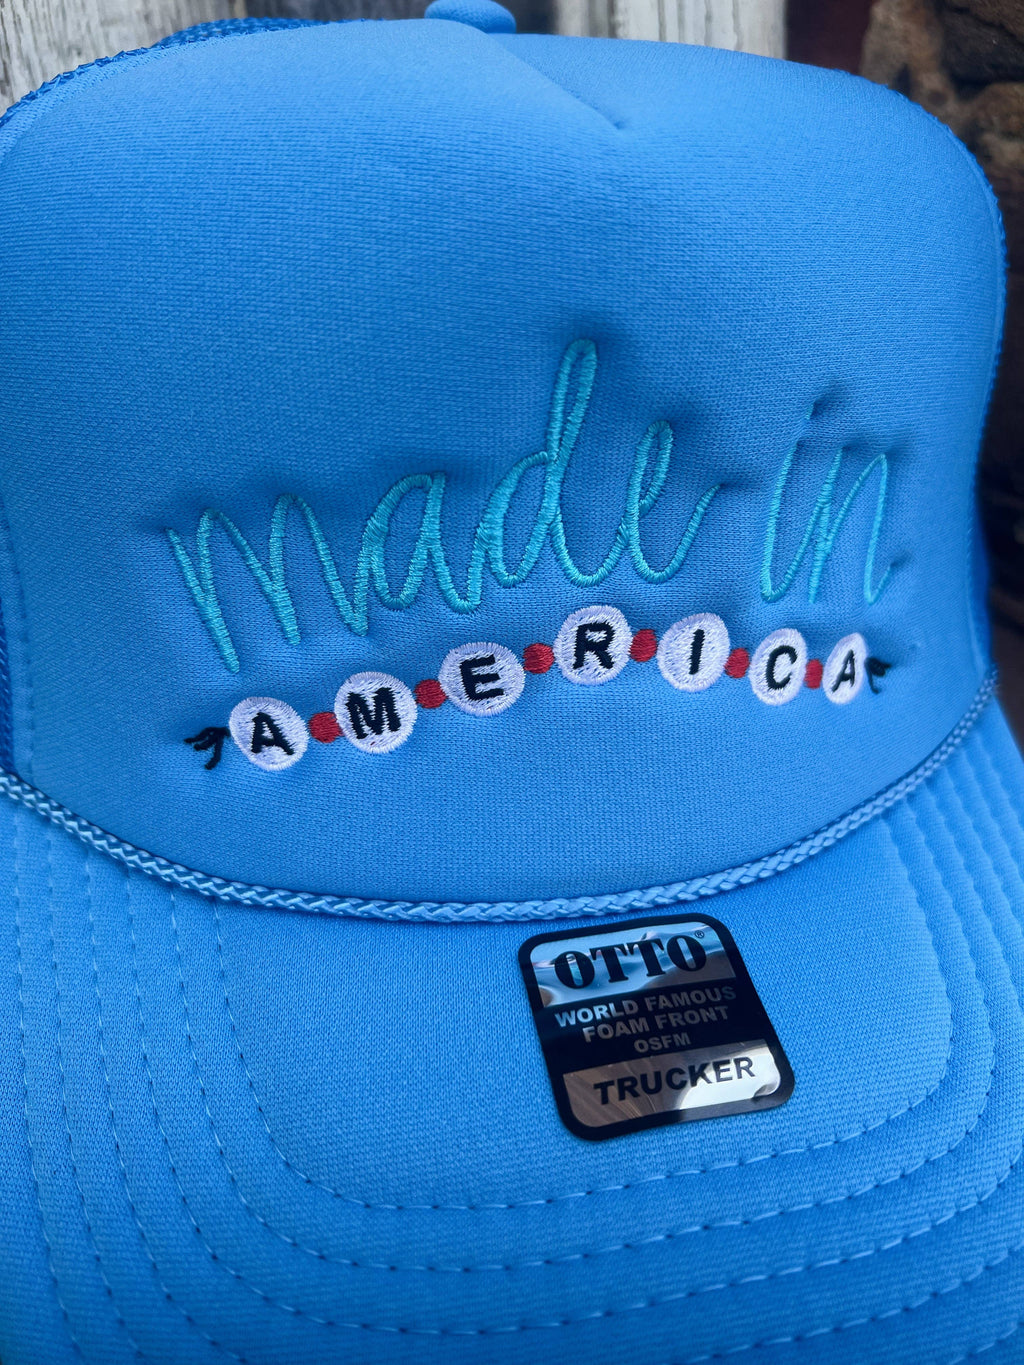 made in
AMERICA
OTTO®
WORLD FAMOUS
FOAM FRONT
OSFM
TRUCKER